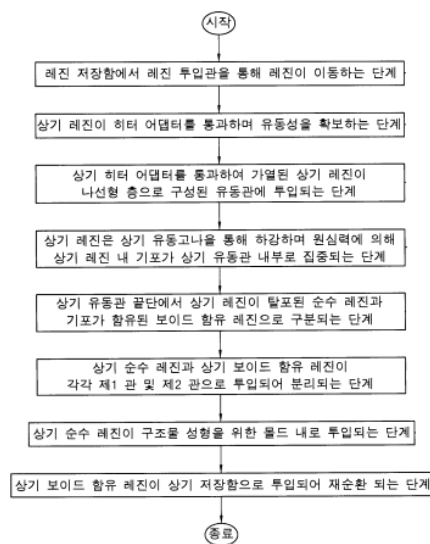 시작
레진 저장함에서 레진 투입관을 통해 레진이 이동하는 단계
상기 레진이 히터 어댑터를 통과하며 유동성을 확보하는 단계
상기 히터 어댑터를 통과하여 가열된 상기 레진이
나선형 층으로 구성된 유동관에 투입되는 단계
상기 레진은 상기 유동고나을 통해 하강하며 원심력에 의해
상기 레진 내 기포가 상기 유동관 내부로 집중되는 단계
상기 유동관 끝단에서 상기 레진이 탈포된 순수 레진과
기포가 함유된 보이드 함유 레진으로 구분되는 단계
상기 순수 레진과 상기 보이드 함유 레진이
각각 제1 관 및 제2 관으로 투입되어 분리되는 단계
상기 순수 레진이 구조물 성형을 위한 몰드 내로 투입되는 단계
상기 보이드 함유 레진이 상기 저장함으로 투입되어 재순환 되는 단계
종료